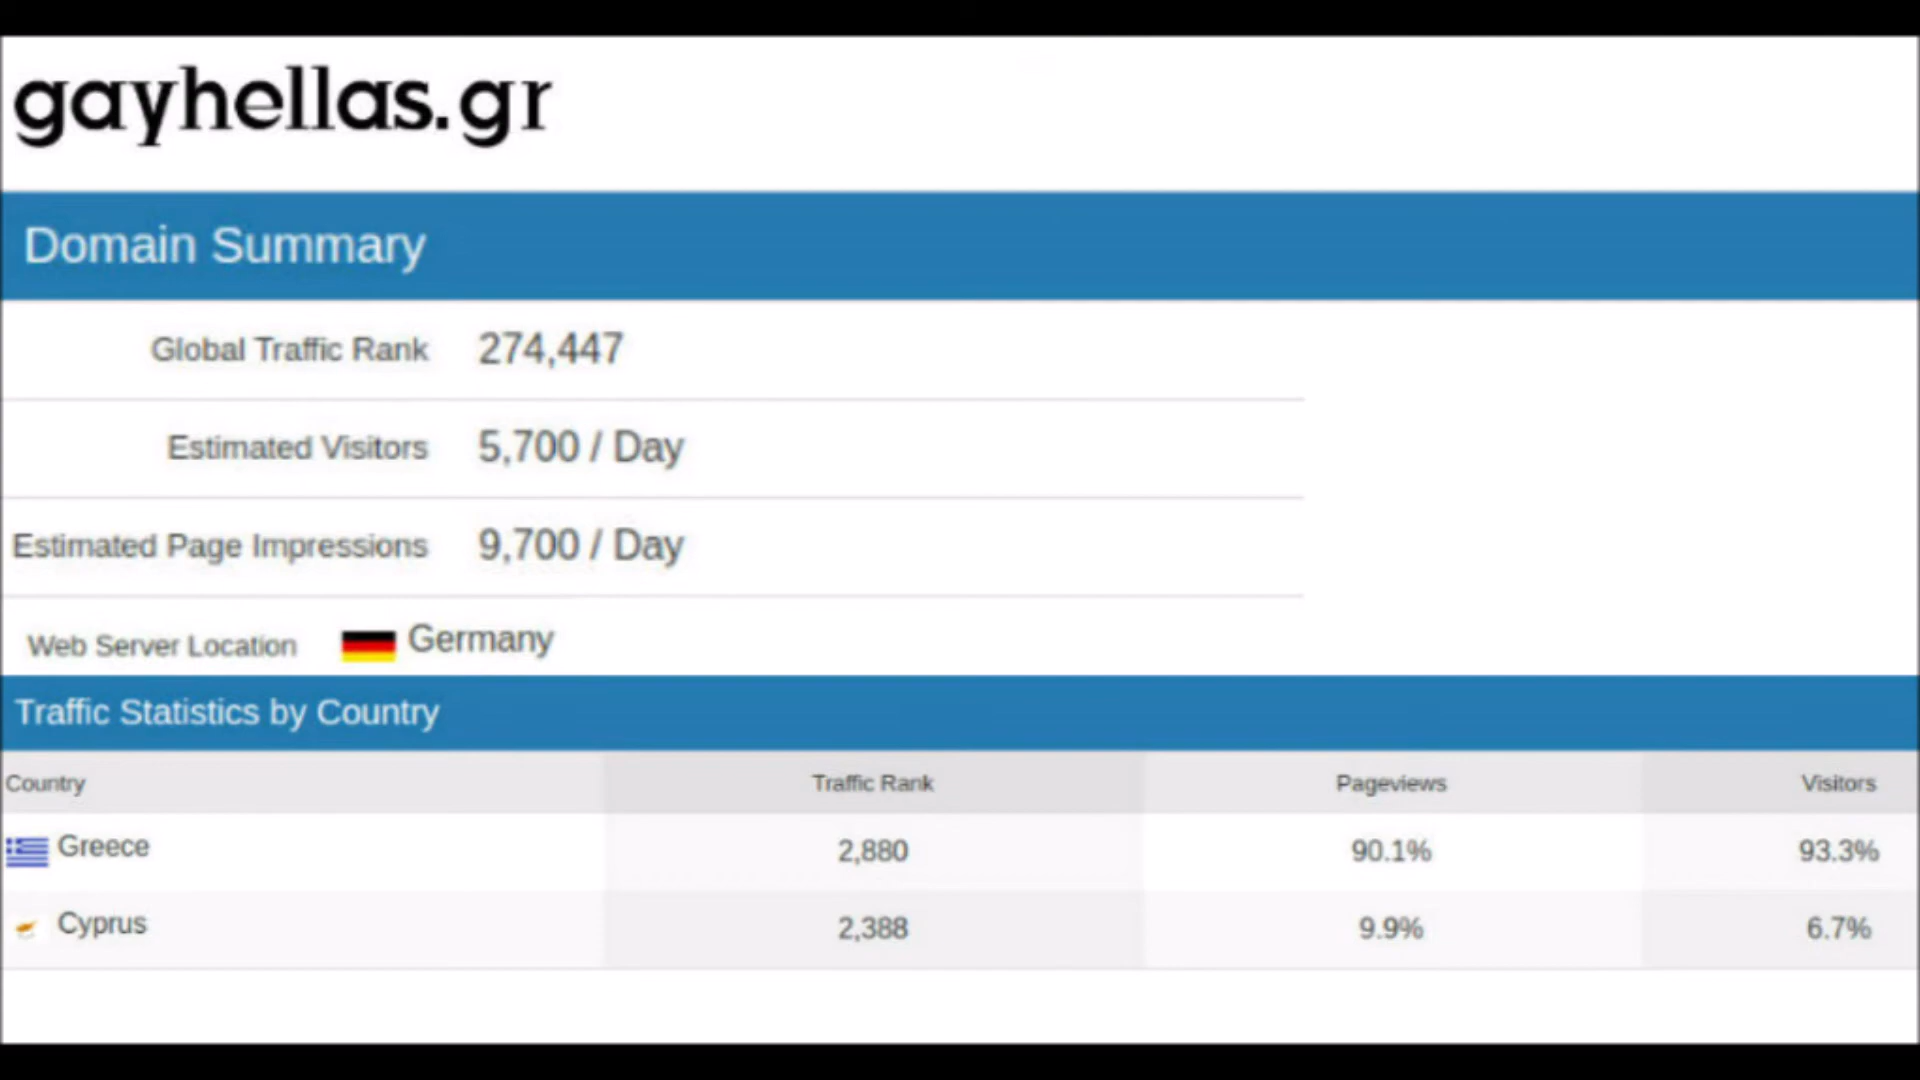 gayhellas.gr
Domain Summary
Global Traffic Rank 274,447
Estimated Visitors 5,700 / Day
Estimated Page Impressions 9,700 / Day
Web Server Location Germany
Traffic Statistics by Country
Country Traffic Rank Pageviews Visitors
Greece 2,880 90.1% 93.3%
Cyprus 2,388 9.9% 6.7%